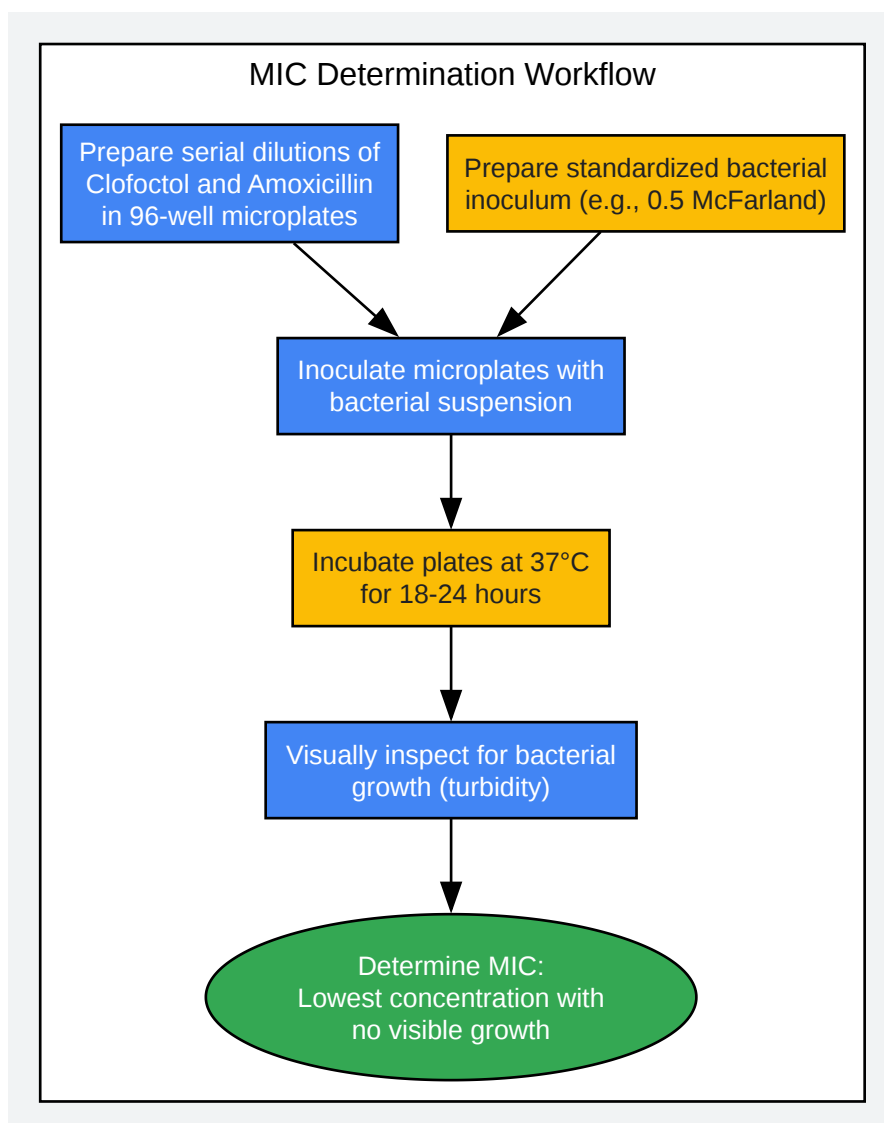 MIC Determination Workflow
Prepare serial dilutions of
Clofoctol and Amoxicillin
in 96-well microplates
Prepare standardized bacterial
inoculum (e.g., 0.5 McFarland)
Inoculate microplates with
bacterial suspension
Incubate plates at 37°C
for 18-24 hours
Visually inspect for bacterial
growth (turbidity)
Determine MIC:
Lowest concentration with
no visible growth